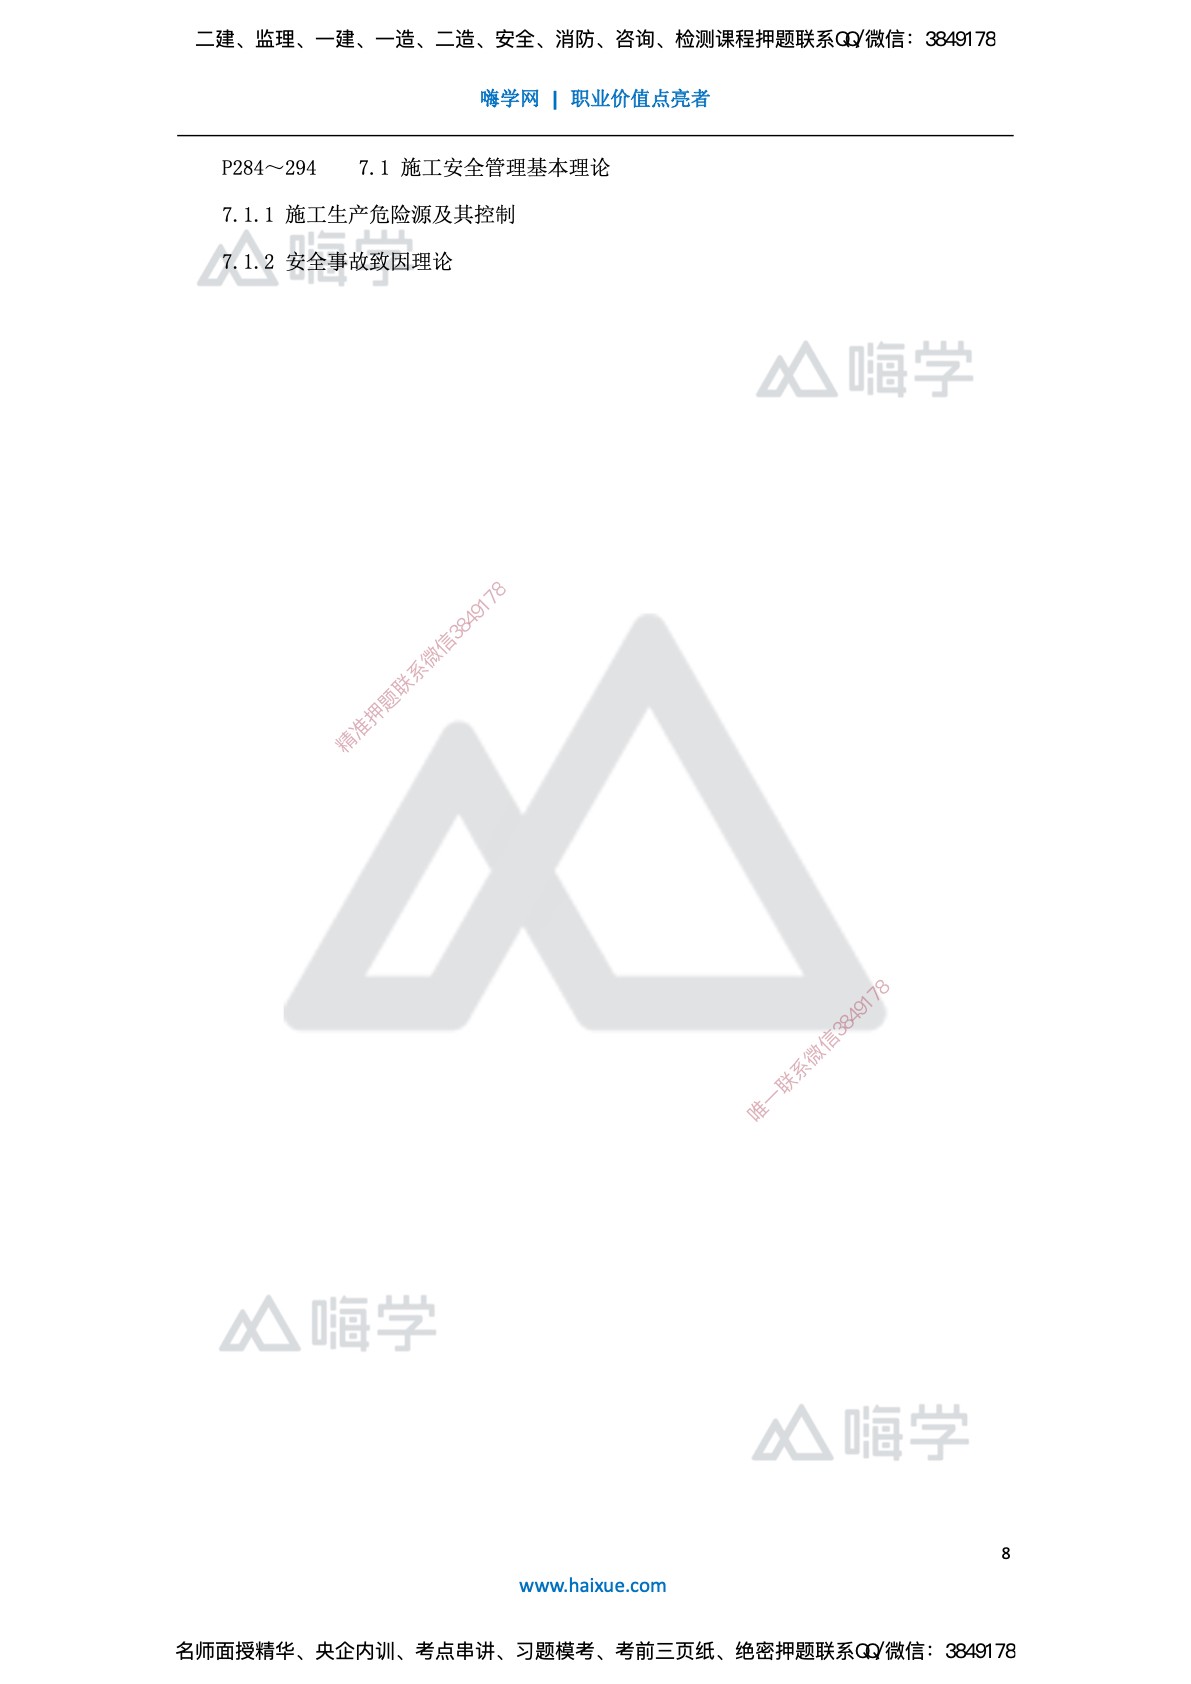 二建、监理、一建、一造、二造、安全、消防、咨询、检测课程押题联系QQ/微信：3849178
嗨学网 | 职业价值点亮者
P284～294 7.1 施工安全管理基本理论
7.1.1 施工生产危险源及其控制
7.1.2 安全事故致因理论
嗨学
嗨学
精准押题联系微信3849178
唯一联系微信3849178
嗨学
嗨学
8
www.haixue.com
名师面授精华、央企内训、考点串讲、习题模考、考前三页纸、绝密押题联系QQ/微信：3849178